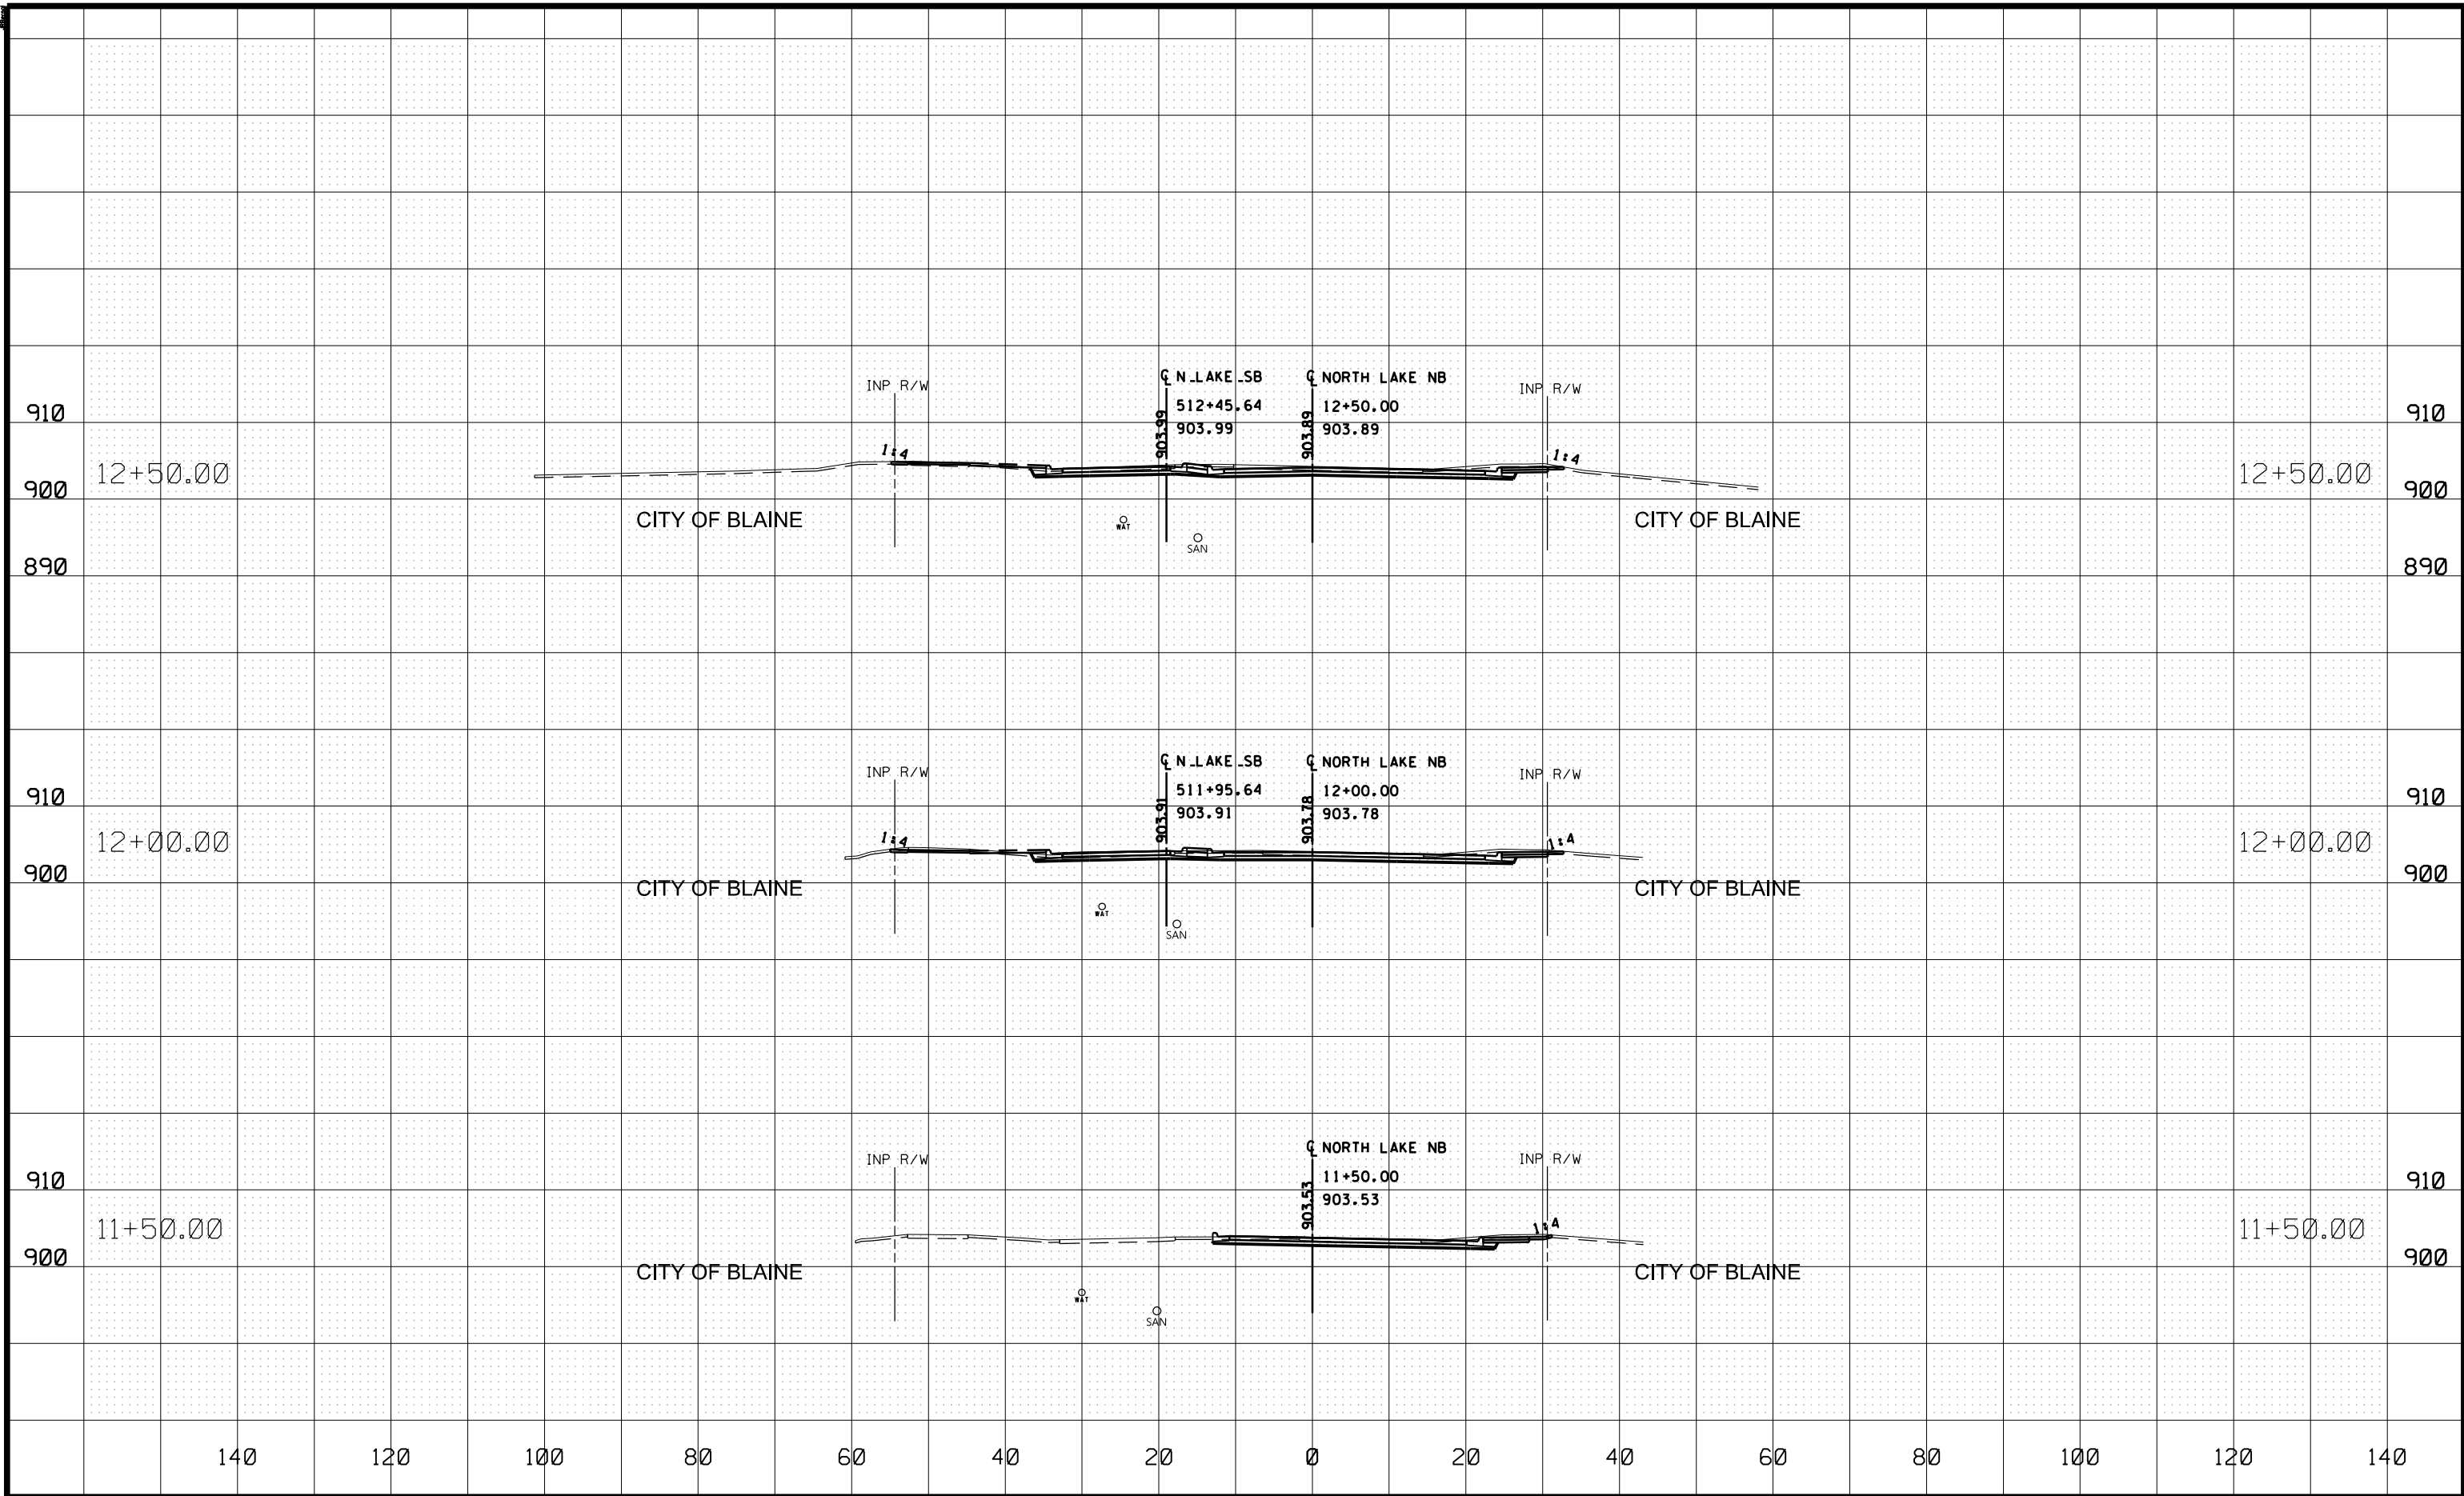 INP R/W
℄ N_LAKE_SB
512+45.64
903.99
903.99
℄ NORTH LAKE NB
12+50.00
903.89
903.89
INP R/W
910
910
1:4
1:4
12+50.00
12+50.00
900
900
CITY OF BLAINE
CITY OF BLAINE
WAT
SAN
890
890
INP R/W
℄ N_LAKE_SB
511+95.64
903.91
903.91
℄ NORTH LAKE NB
12+00.00
903.78
903.78
INP R/W
910
910
1:4
1:4
12+00.00
12+00.00
900
900
CITY OF BLAINE
CITY OF BLAINE
WAT
SAN
INP R/W
℄ NORTH LAKE NB
11+50.00
903.53
903.53
INP R/W
910
910
1:4
11+50.00
11+50.00
900
900
CITY OF BLAINE
CITY OF BLAINE
WAT
SAN
140 120 100 80 60 40 20 0 20 40 60 80 100 120 140